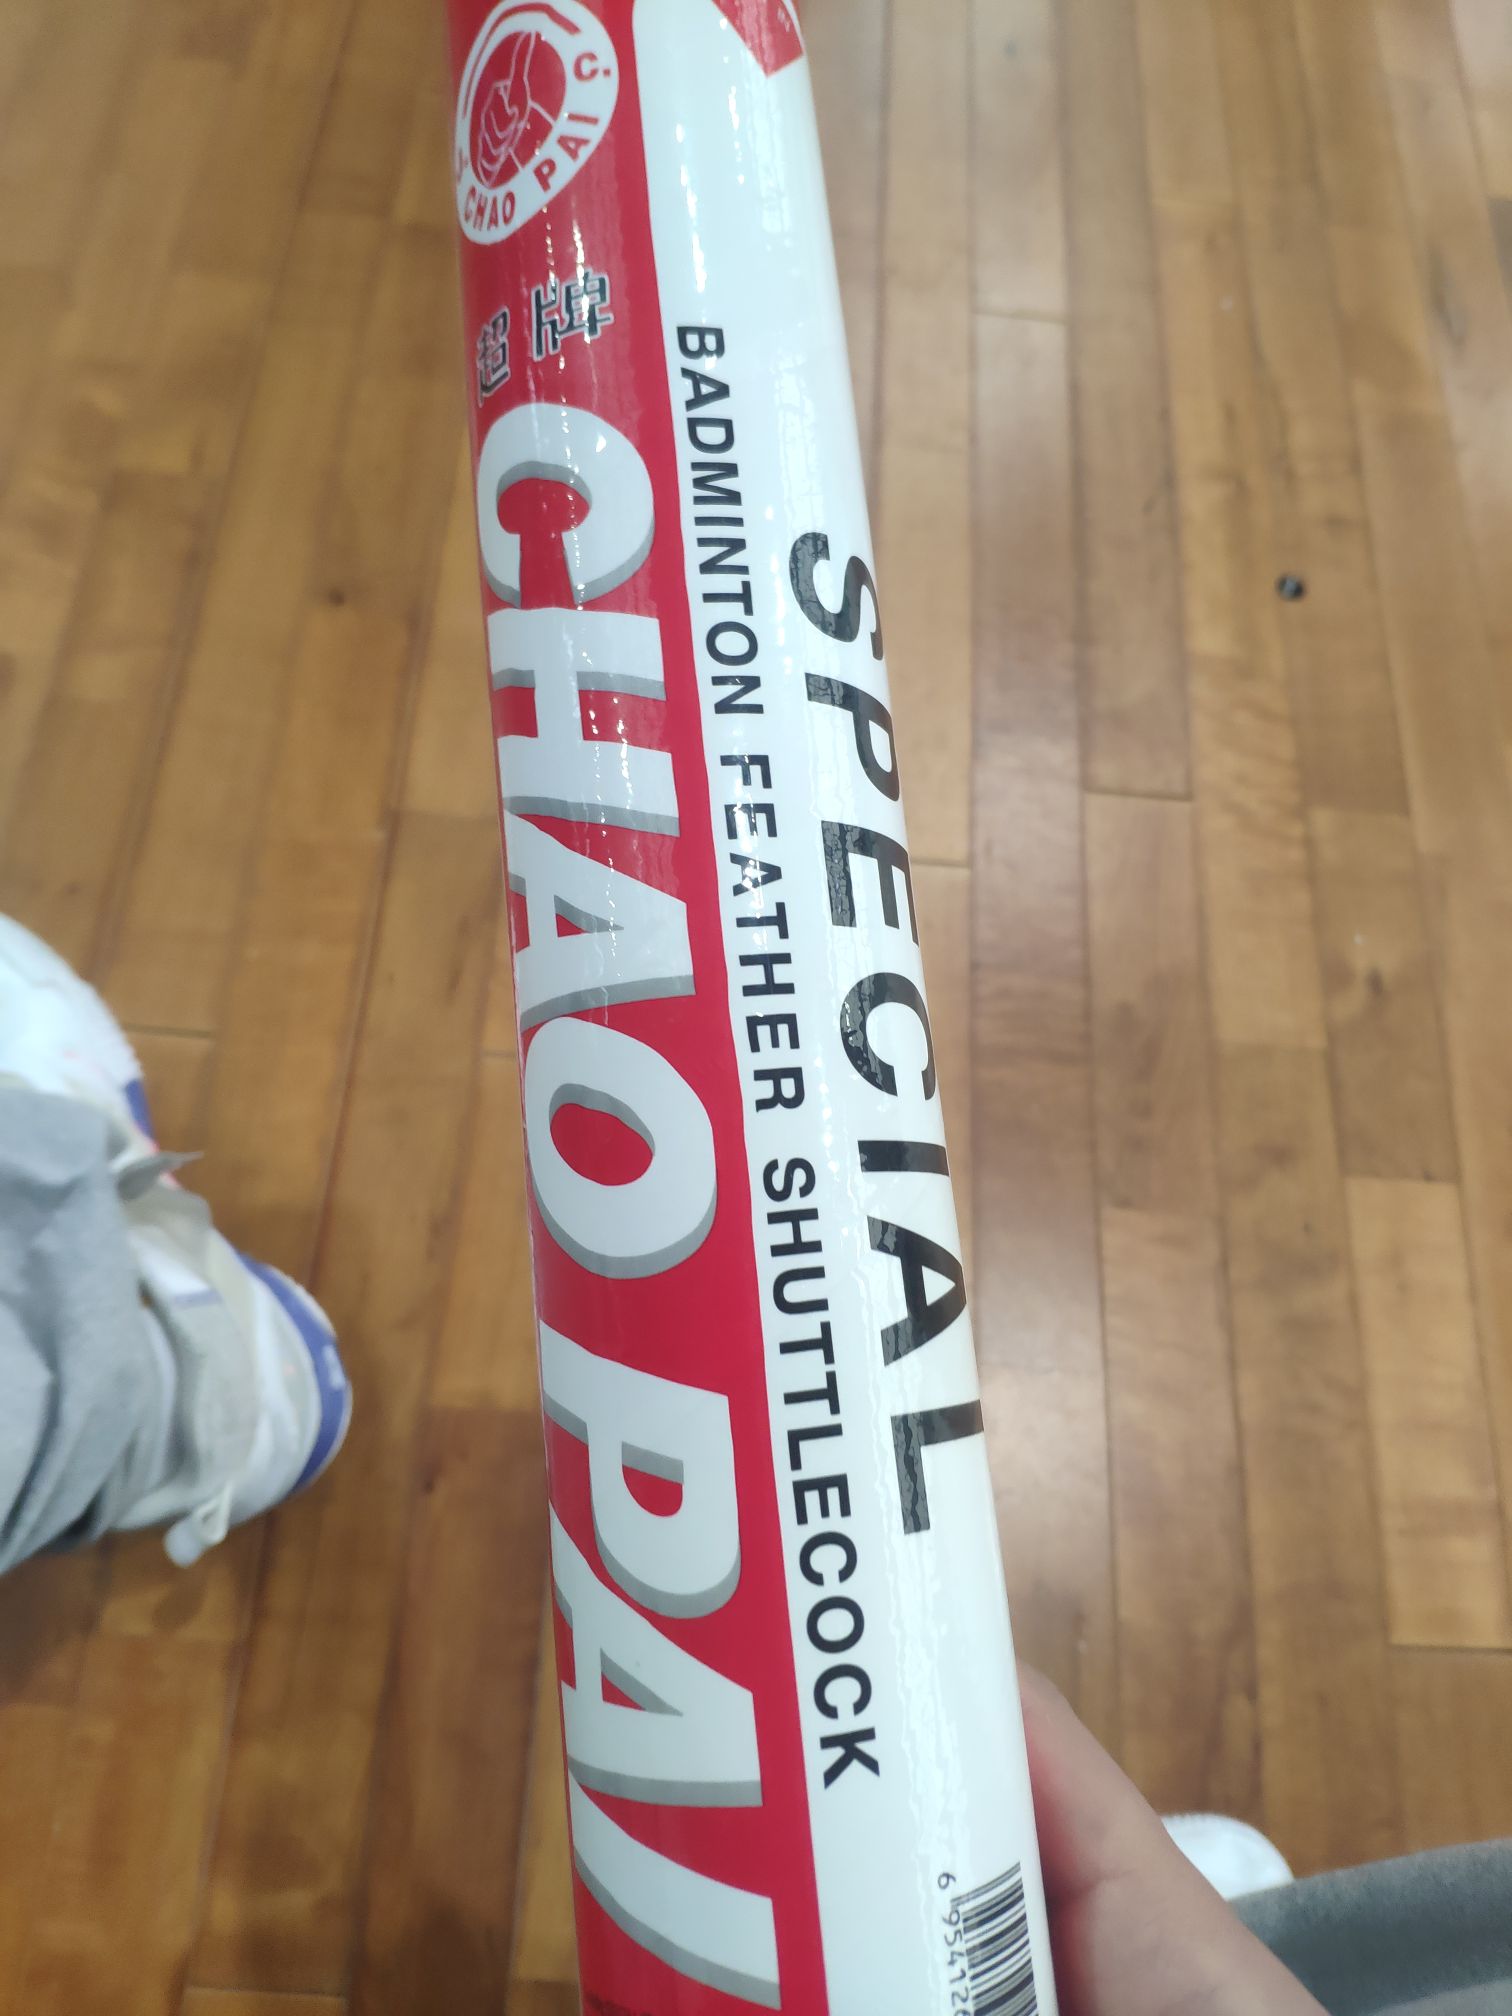 CHAO PAI
超牌
CHAO PAI
BADMINTON FEATHER SHUTTLECOCK
SPECIAL